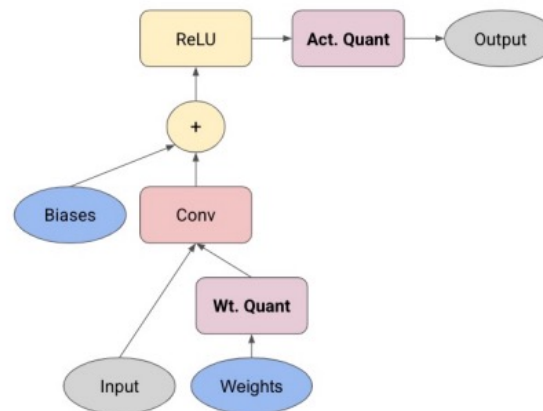 ReLU
Act. Quant
Output
+
Biases
Conv
Wt. Quant
Input
Weights